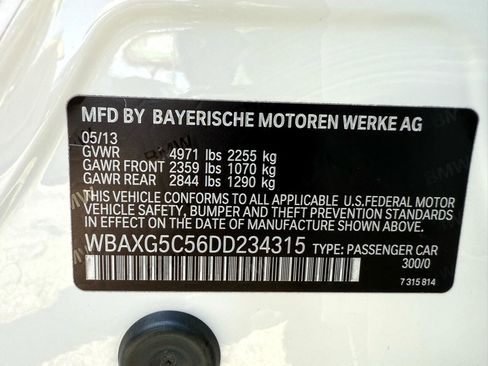 MFD BY BAYERISCHE MOTOREN WERKE AG
05/13
GVWR 4971 lbs 2255 kg
GAWR FRONT 2359 lbs 1070 kg
GAWR REAR 2844 lbs 1290 kg
THIS VEHICLE CONFORMS TO ALL APPLICABLE U.S.FEDERAL MOTOR
VEHICLE SAFETY, BUMPER AND THEFT PREVENTION STANDARDS
IN EFFECT ON THE DATE OF MANUFACTURE SHOWN ABOVE.
WBAXG5C56DD234315 TYPE: PASSENGER CAR
300/0
7 315 814